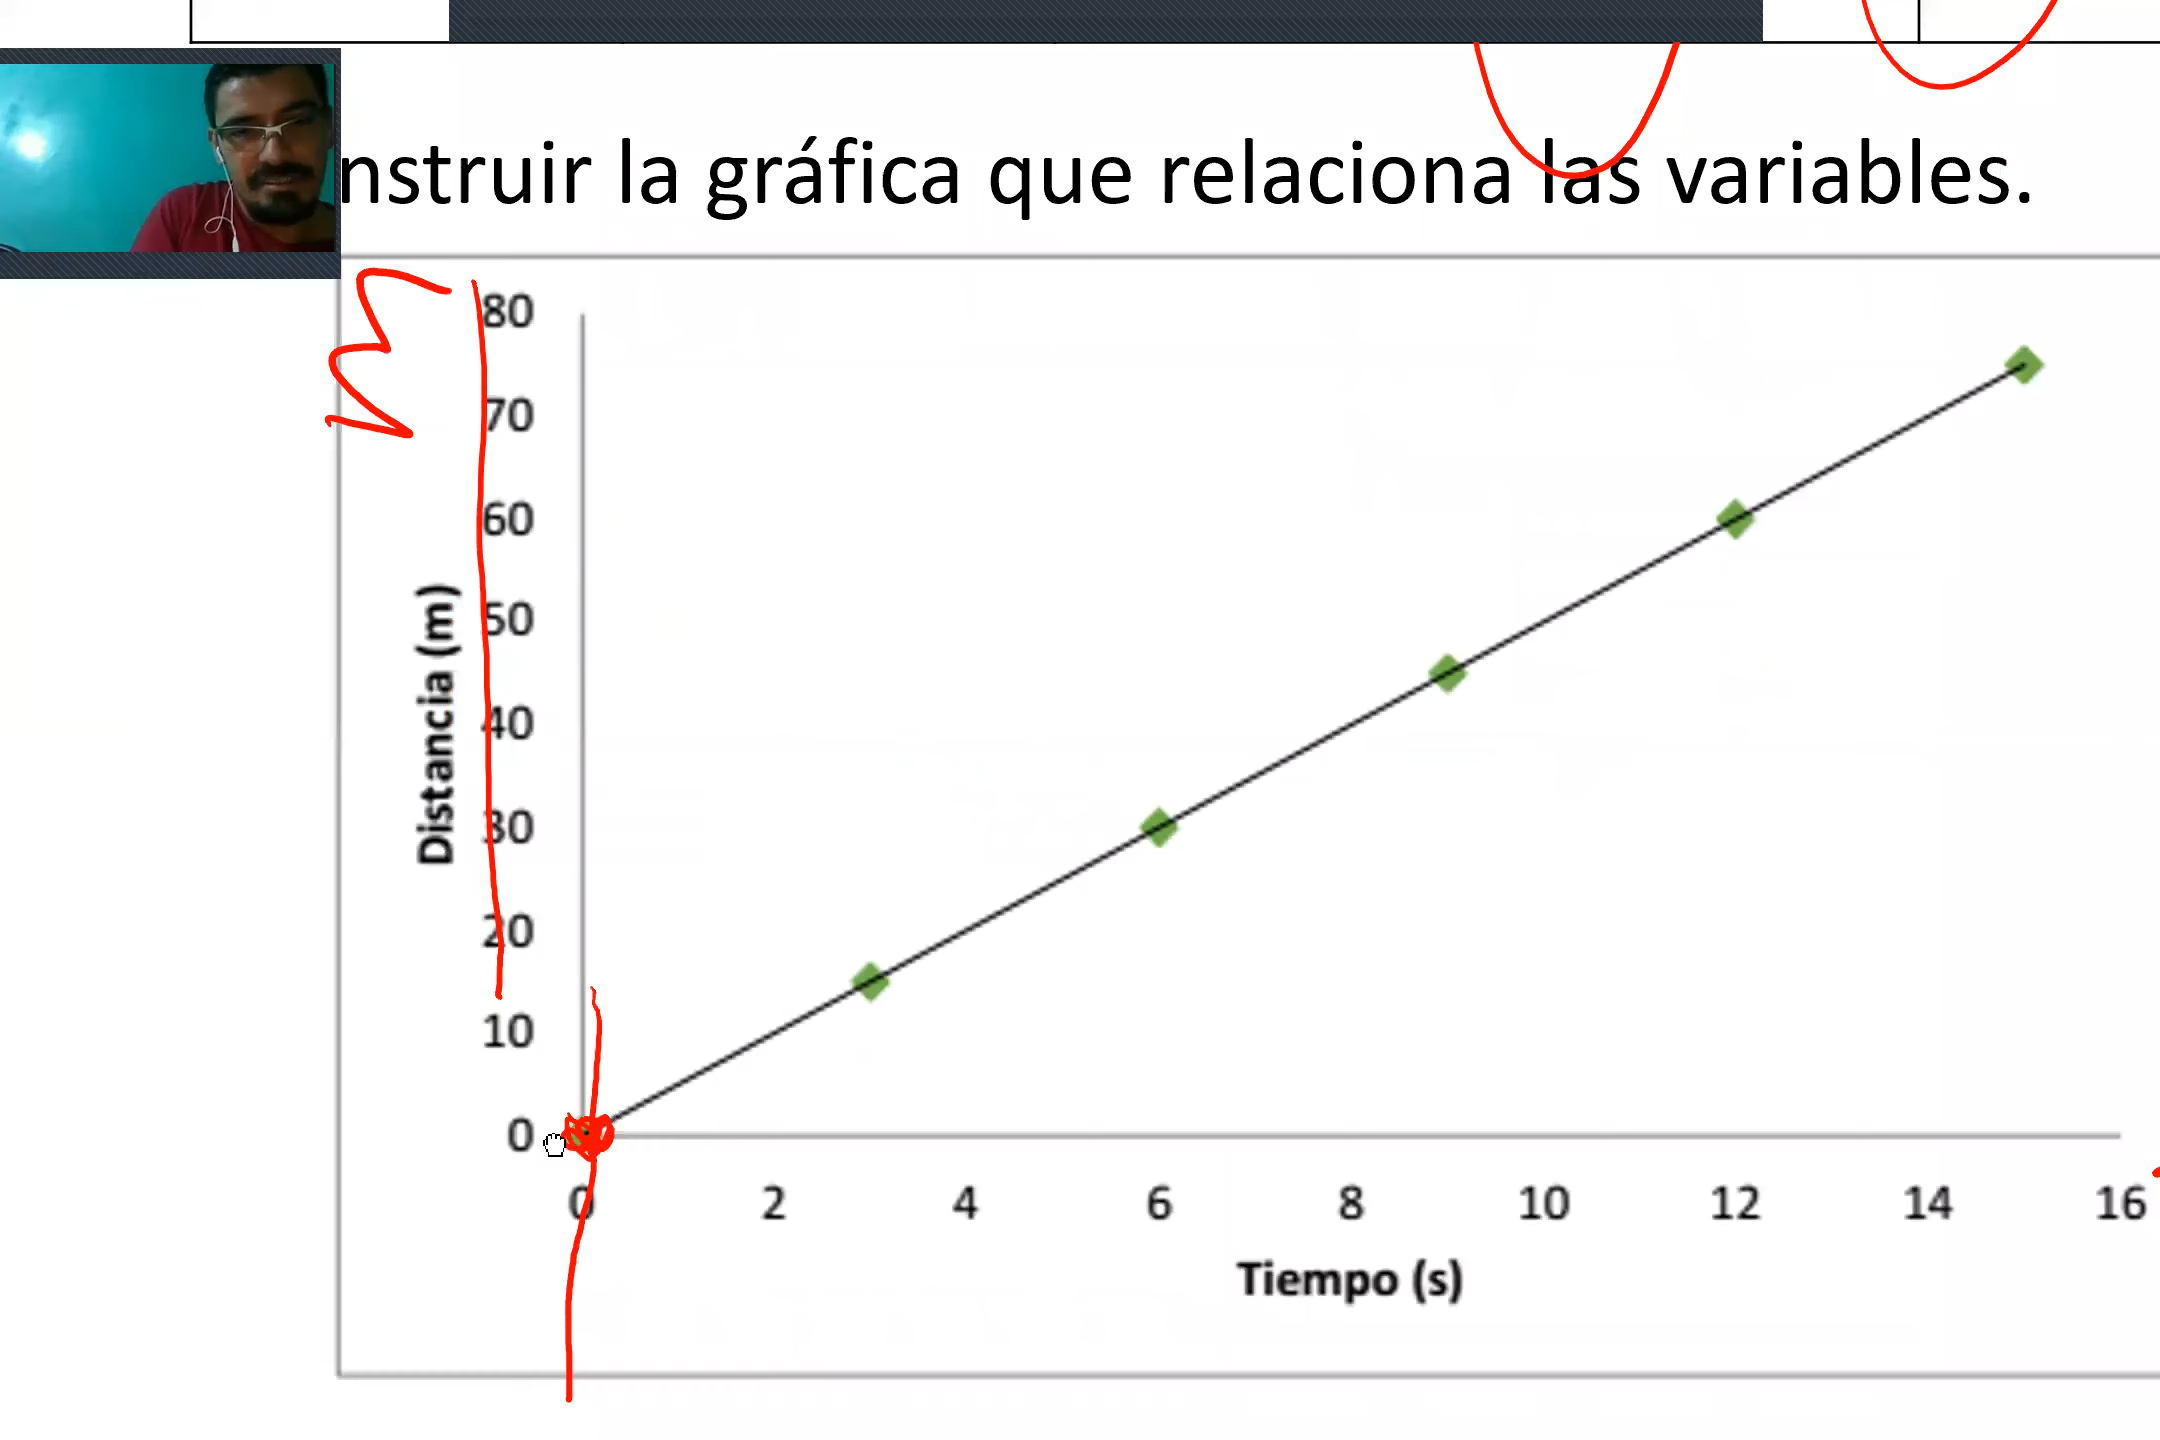 nstruir la gráfica que relaciona las variables.
m
80
70
60
50
40
30
20
10
0
Distancia (m)
0 2 4 6 8 10 12 14 16
Tiempo (s)